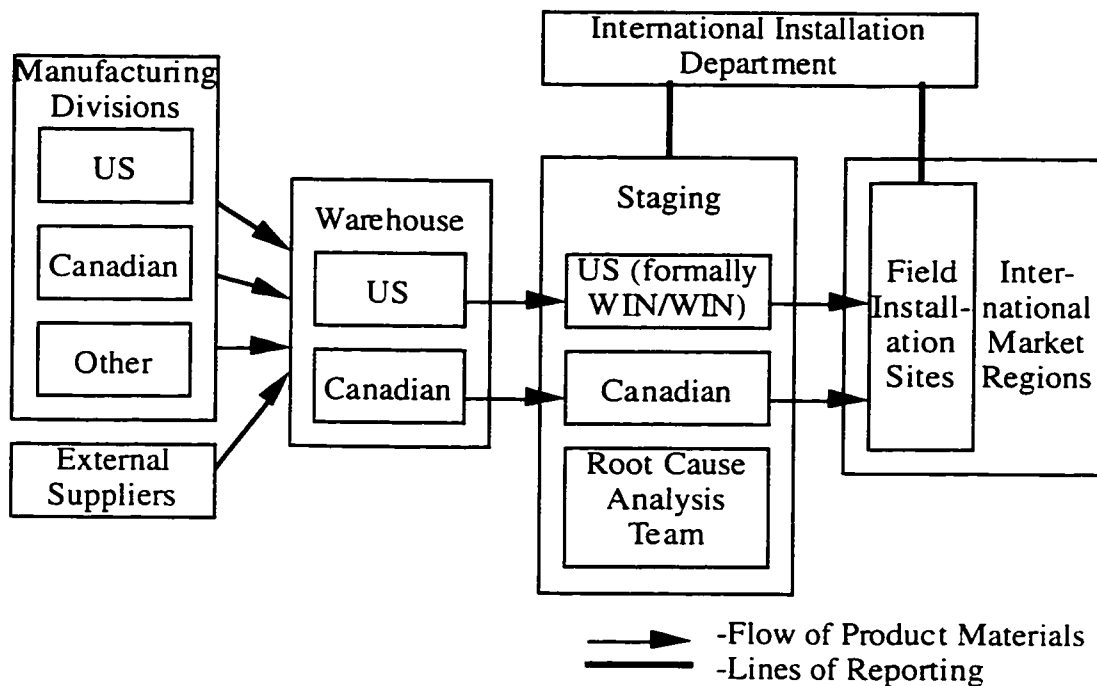 International Installation
Department
Manufacturing
Divisions
US
Canadian
Other
External
Suppliers
Warehouse
US
Canadian
Staging
US (formally
WIN/WIN)
Canadian
Root Cause
Analysis
Team
Field
Install-
ation
Sites
Inter-
national
Market
Regions
-Flow of Product Materials
-Lines of Reporting